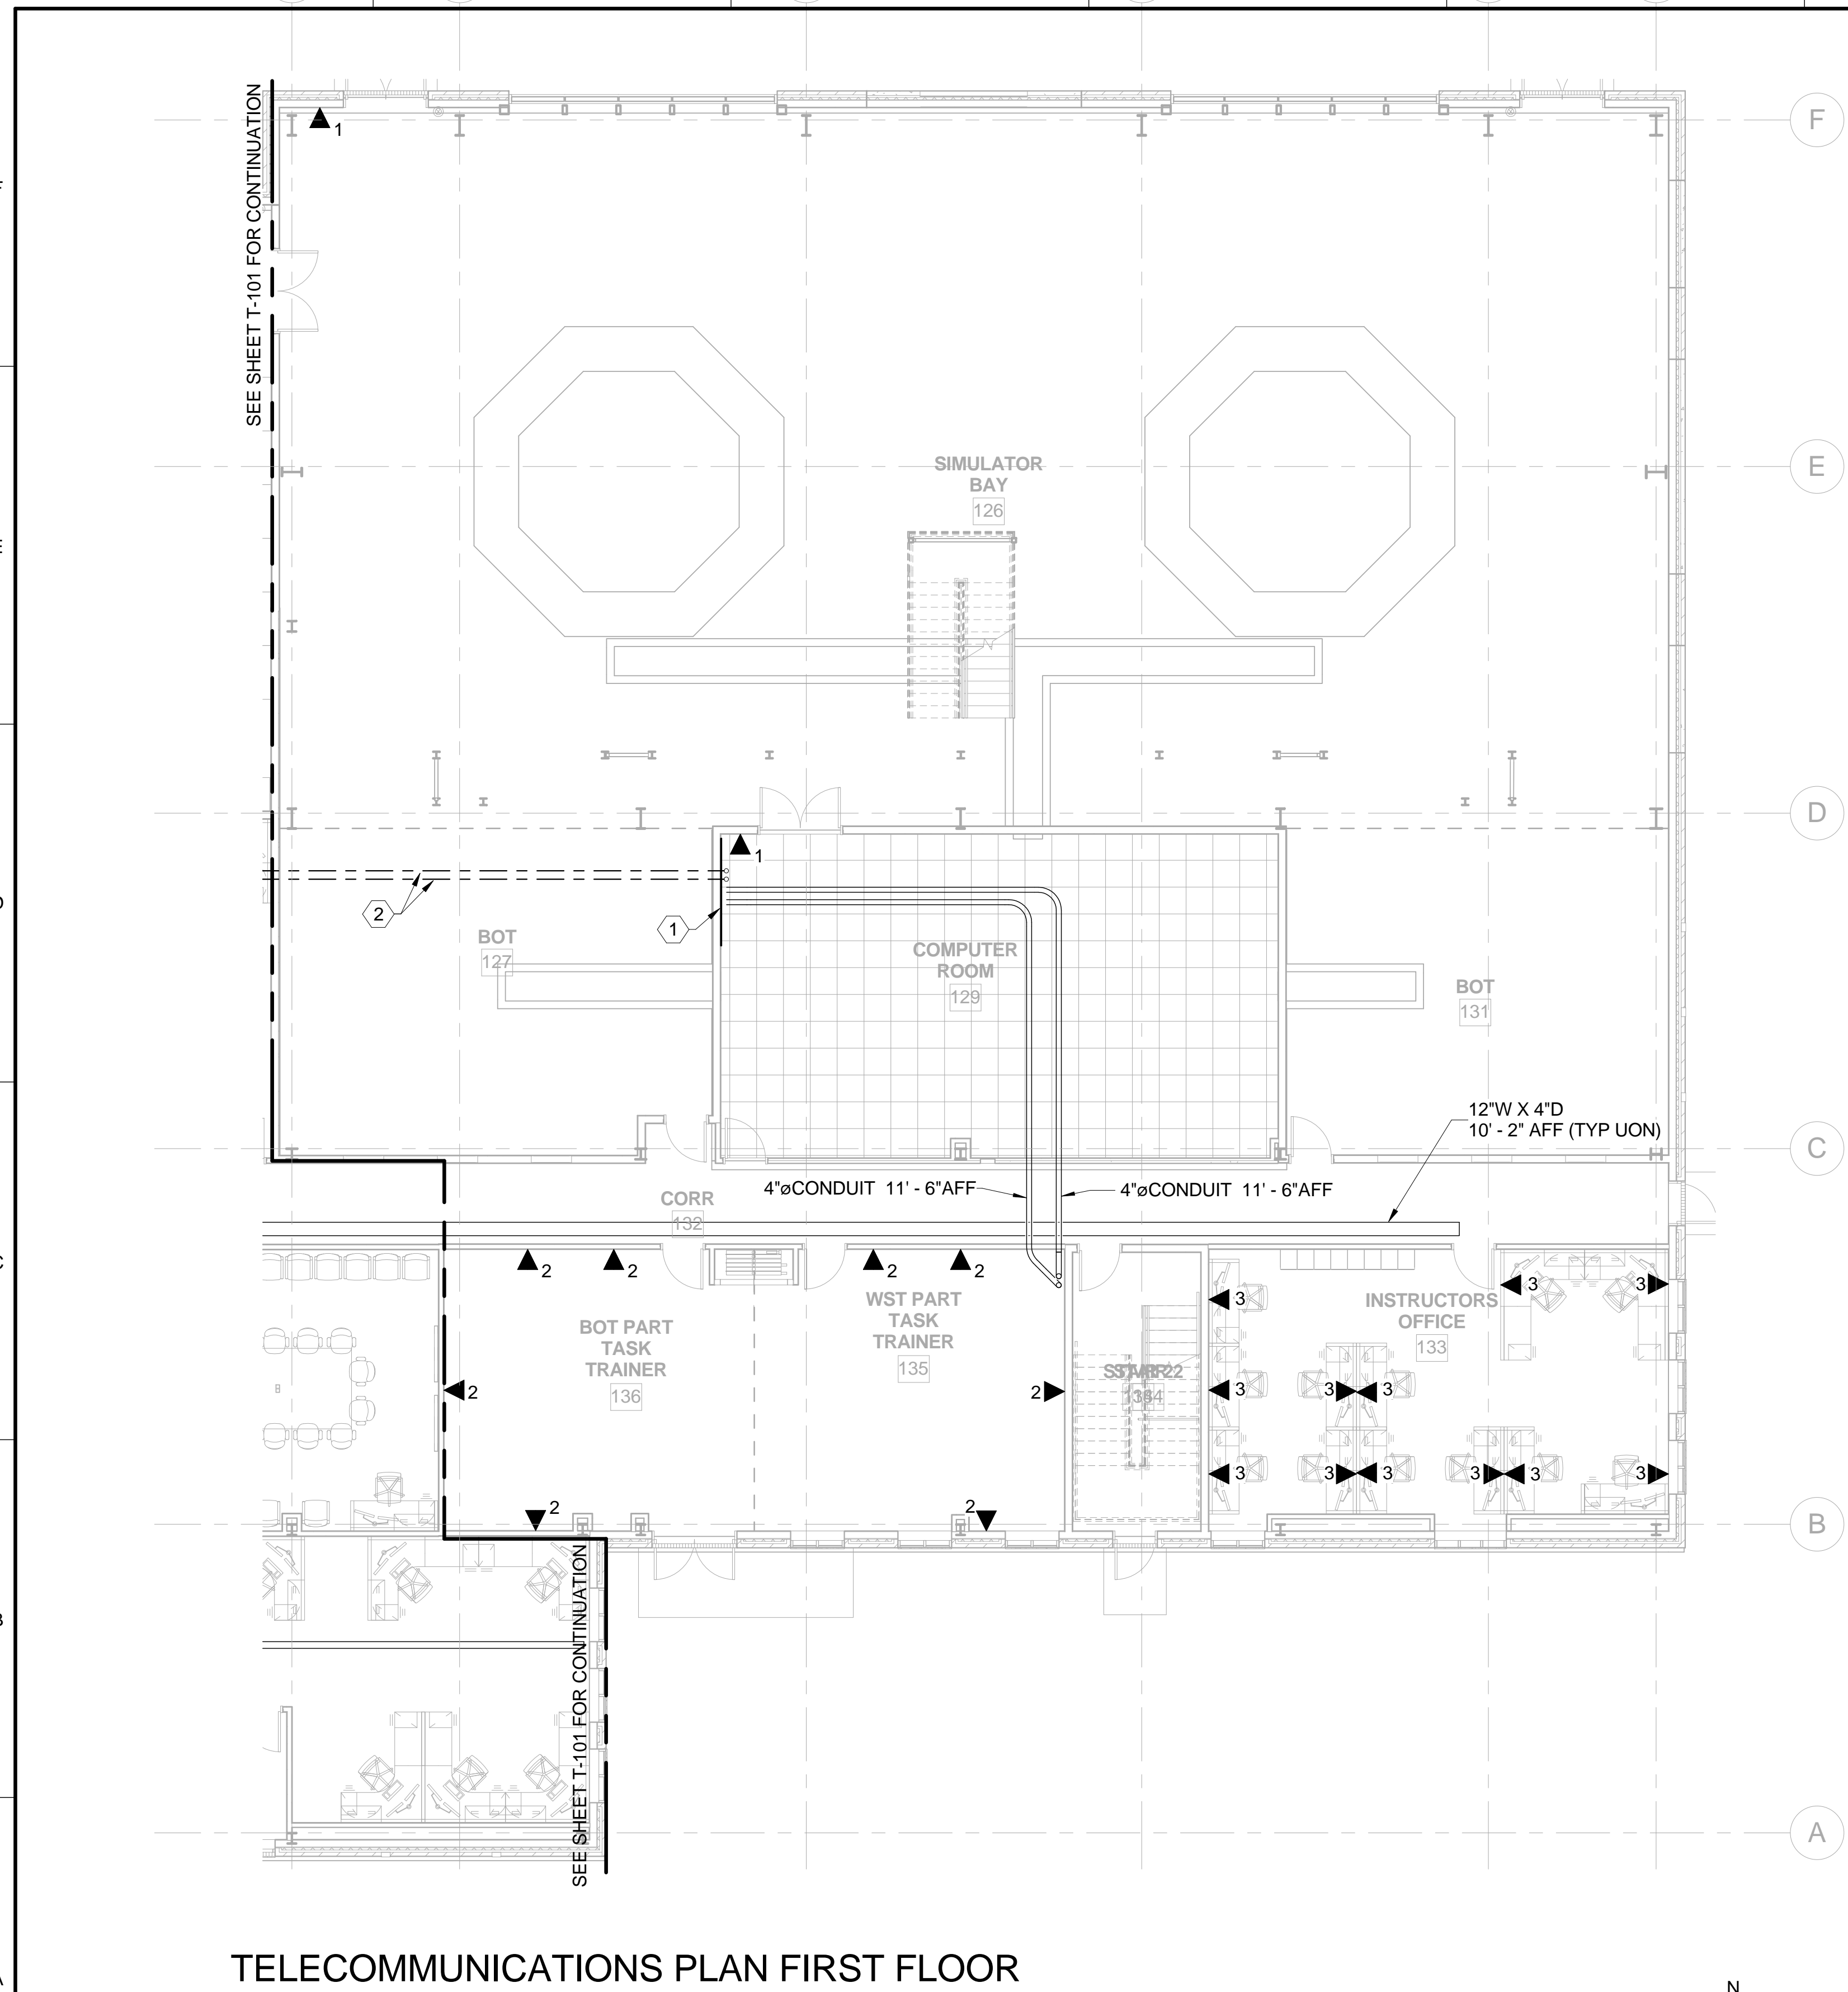 SEE SHEET T-101 FOR CONTINUATION
1
F
E
SIMULATOR
BAY
126
D
1
2
1
BOT
127
COMPUTER
ROOM
129
BOT
131
12"W X 4"D
10' - 2" AFF (TYP UON)
C
4"øCONDUIT 11' - 6"AFF
4"øCONDUIT 11' - 6"AFF
CORR
132
2
2
2
2
WST PART
TASK
TRAINER
135
BOT PART
TASK
TRAINER
136
INSTRUCTORS
OFFICE
133
3
3
3
2
2
3
3
3
3
3
3
3
3
3
3
2
2
B
SEE SHEET T-101 FOR CONTINUATION
A
TELECOMMUNICATIONS PLAN FIRST FLOOR
N